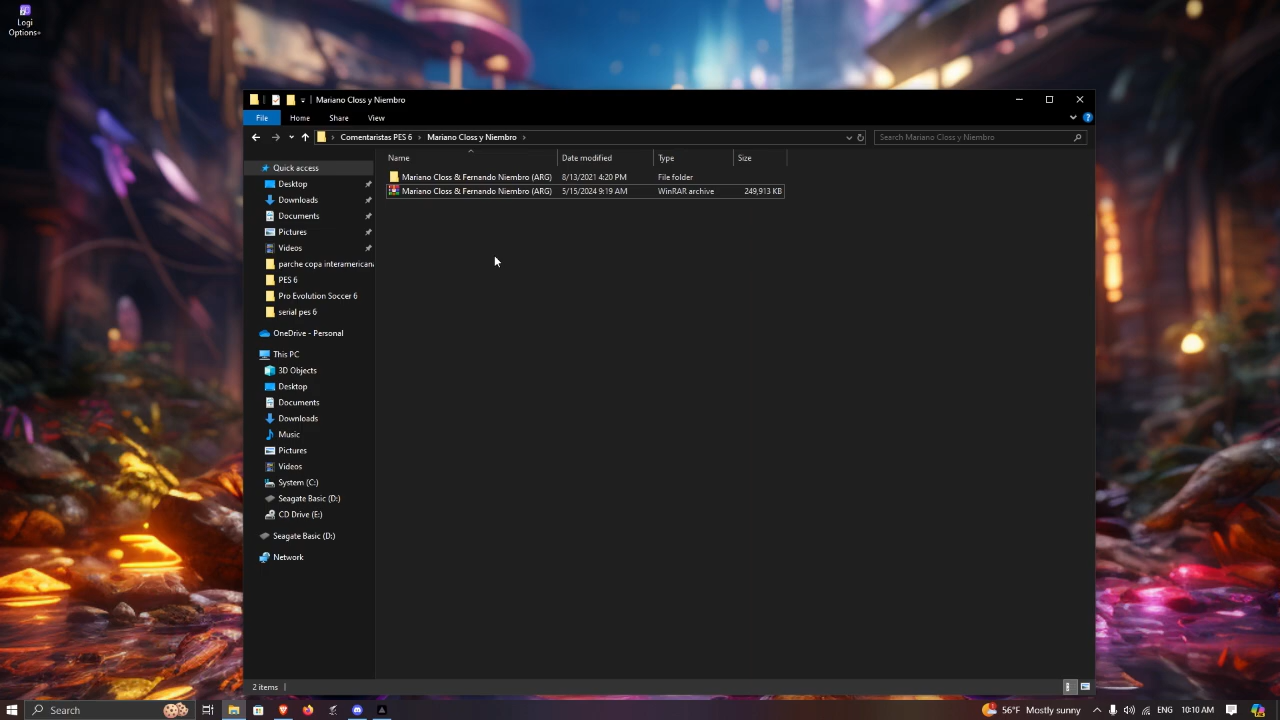 Logi
Options+
Mariano Closs y Niembro
File Home Share View
Comentaristas PES 6 Mariano Closs y Niembro
Search Mariano Closs y Niembro
Name Date modified Type Size
Mariano Closs & Fernando Niembro (ARG) 8/13/2021 4:20 PM File folder
Mariano Closs & Fernando Niembro (ARG) 5/15/2024 9:19 AM WinRAR archive 249,913 KB
Quick access
Desktop
Downloads
Documents
Pictures
Videos
parche copa interamericana
PES 6
Pro Evolution Soccer 6
serial pes 6
OneDrive - Personal
This PC
3D Objects
Desktop
Documents
Downloads
Music
Pictures
Videos
System (C:)
Seagate Basic (D:)
CD Drive (E:)
Seagate Basic (D:)
Network
2 items
Search
56°F Mostly sunny
ENG
10:10 AM